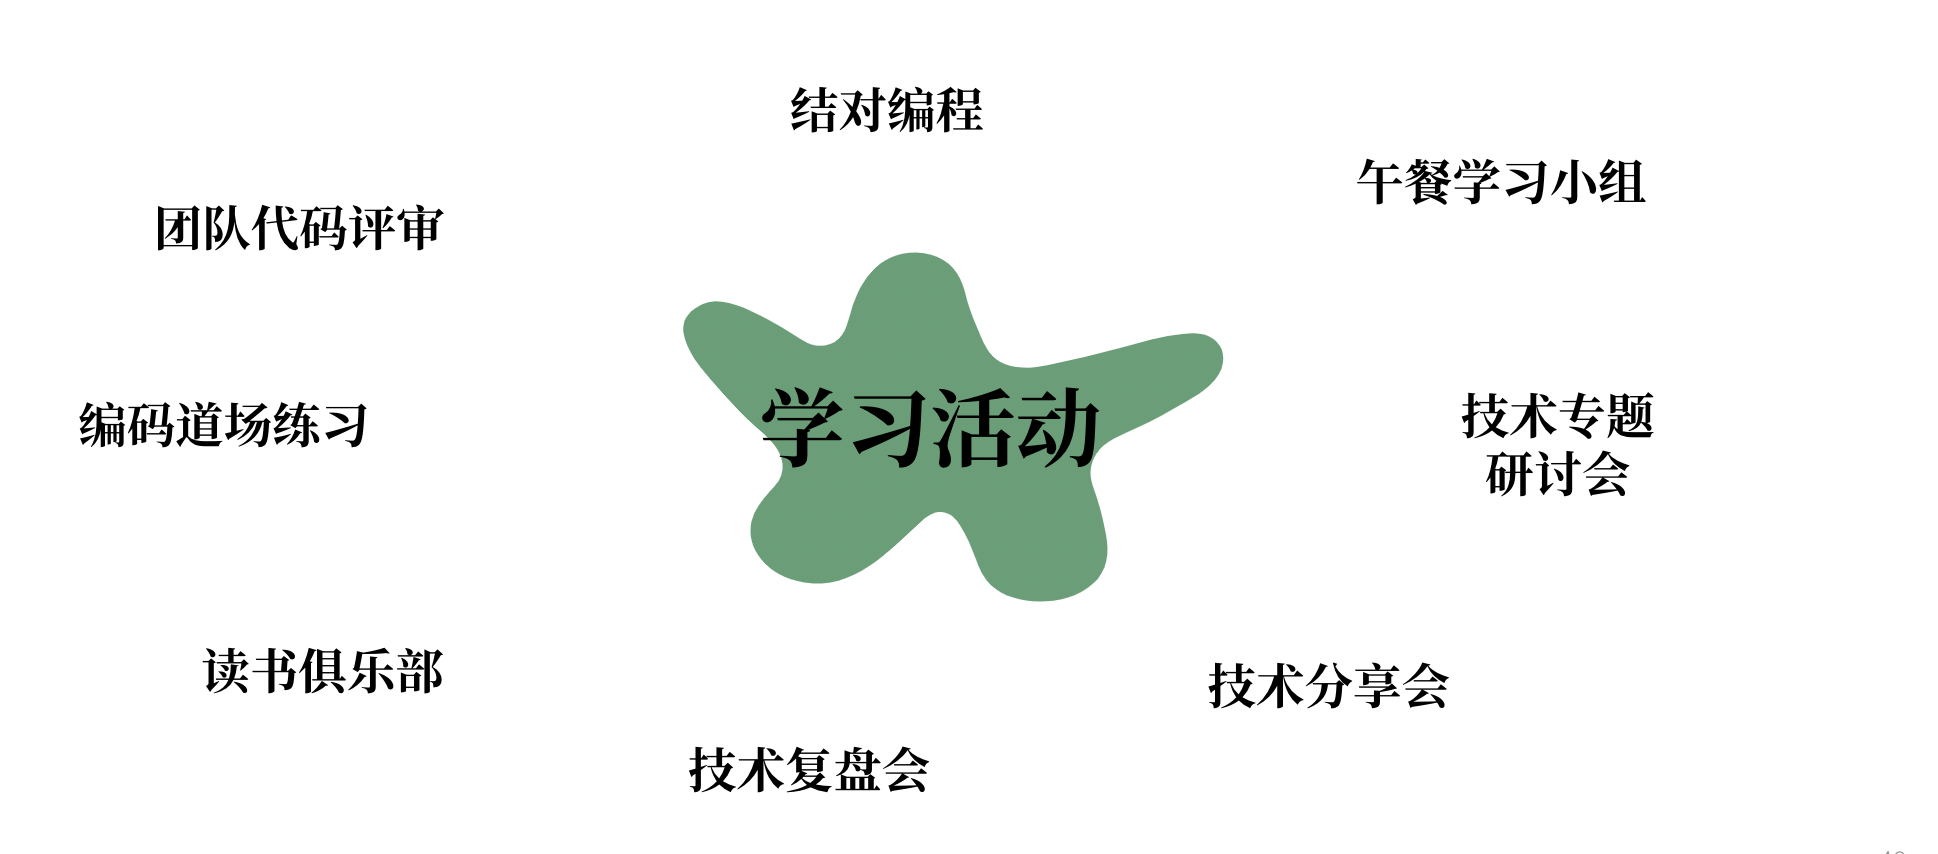 结对编程
午餐学习小组
团队代码评审
学习活动
编码道场练习
技术专题
研讨会
读书俱乐部
技术分享会
技术复盘会